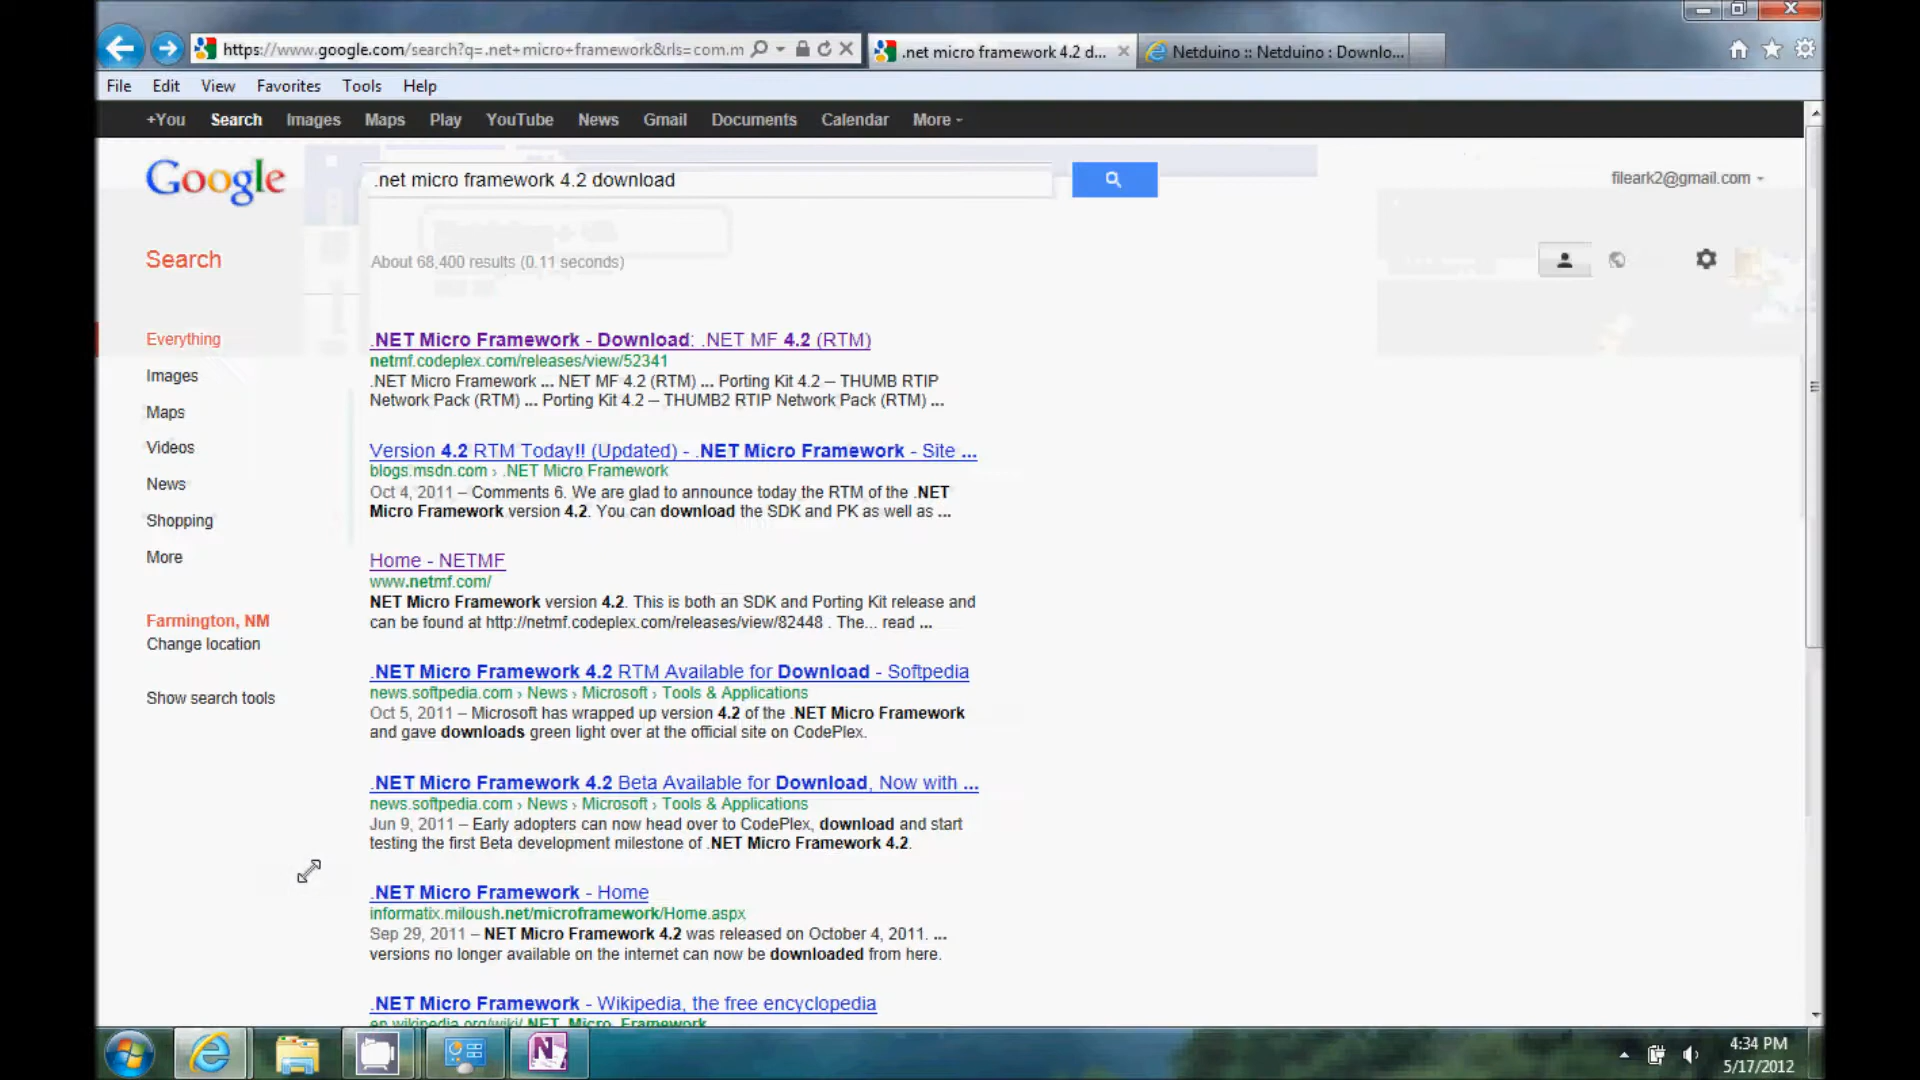 https://www.google.com/search?q=.net+micro+framework&rls=com.m
.net micro framework 4.2 d...
Netduino :: Netduino : Downlo...
File Edit View Favorites Tools Help
+You Search Images Maps Play YouTube News Gmail Documents Calendar More
Google
.net micro framework 4.2 download
fileark2@gmail.com
Search
About 68,400 results (0.11 seconds)
Everything
Images
Maps
Videos
News
Shopping
More
Farmington, NM
Change location
Show search tools
.NET Micro Framework - Download: .NET MF 4.2 (RTM)
netmf.codeplex.com/releases/view/52341
.NET Micro Framework ... NET MF 4.2 (RTM) ... Porting Kit 4.2 – THUMB RTIP
Network Pack (RTM) ... Porting Kit 4.2 – THUMB2 RTIP Network Pack (RTM) ...
Version 4.2 RTM Today!! (Updated) - .NET Micro Framework - Site ...
blogs.msdn.com › .NET Micro Framework
Oct 4, 2011 – Comments 6. We are glad to announce today the RTM of the .NET
Micro Framework version 4.2. You can download the SDK and PK as well as ...
Home - NETMF
www.netmf.com/
NET Micro Framework version 4.2. This is both an SDK and Porting Kit release and
can be found at http://netmf.codeplex.com/releases/view/82448 . The... read ...
.NET Micro Framework 4.2 RTM Available for Download - Softpedia
news.softpedia.com › News › Microsoft › Tools & Applications
Oct 5, 2011 – Microsoft has wrapped up version 4.2 of the .NET Micro Framework
and gave downloads green light over at the official site on CodePlex.
.NET Micro Framework 4.2 Beta Available for Download, Now with ...
news.softpedia.com › News › Microsoft › Tools & Applications
Jun 9, 2011 – Early adopters can now head over to CodePlex, download and start
testing the first Beta development milestone of .NET Micro Framework 4.2.
.NET Micro Framework - Home
informatix.miloush.net/microframework/Home.aspx
Sep 29, 2011 – NET Micro Framework 4.2 was released on October 4, 2011. ...
versions no longer available on the internet can now be downloaded from here.
.NET Micro Framework - Wikipedia, the free encyclopedia
en.wikipedia.org/wiki/.NET_Micro_Framework
4:34 PM
5/17/2012